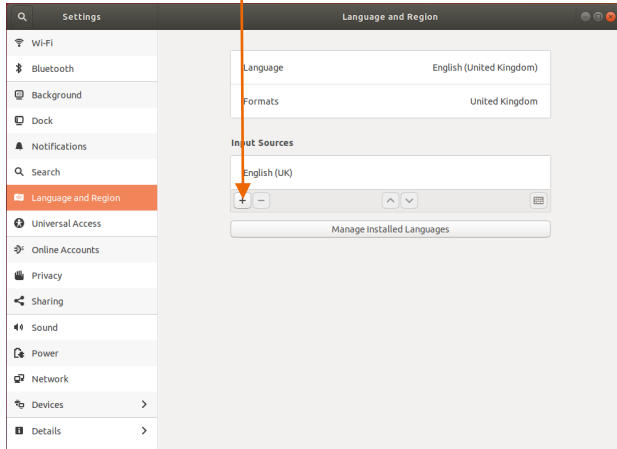 Settings
Language and Region
Wi-Fi
Bluetooth
Background
Dock
Notifications
Search
Language and Region
Universal Access
Online Accounts
Privacy
Sharing
Sound
Power
Network
Devices
Details
Language English (United Kingdom)
Formats United Kingdom
Input Sources
English (UK)
Manage Installed Languages